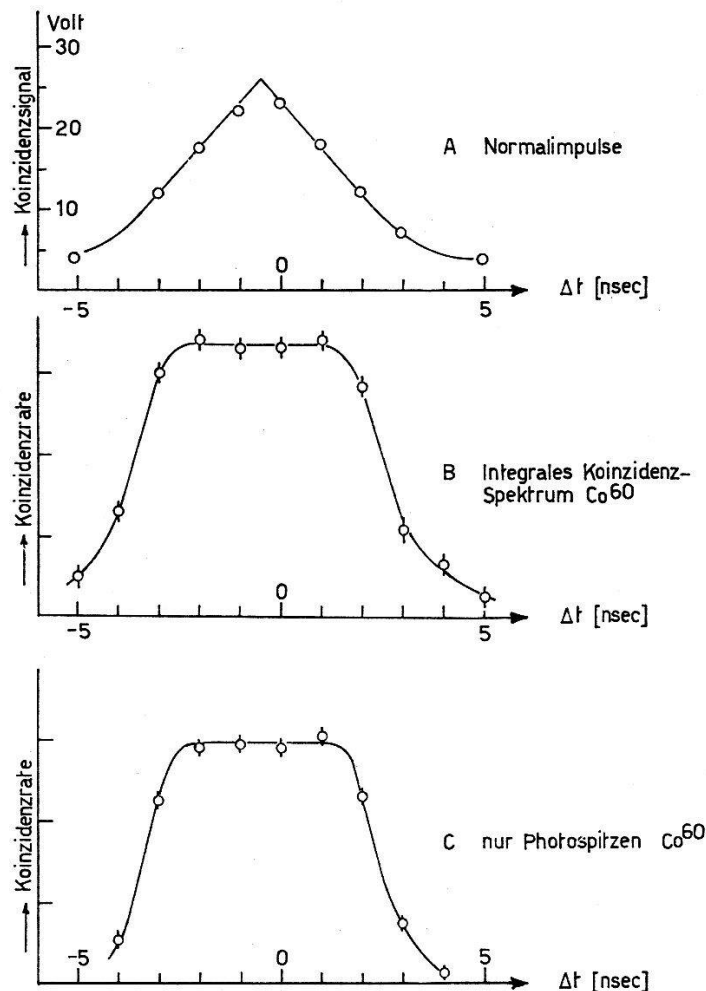 Volt
30
20
10
Koinzidenzsignal
A Normalimpulse
0
-5
5
Δt [nsec]
Koinzidenzrate
B Integrales Koinzidenz-
Spektrum Co⁶⁰
0
-5
5
Δt [nsec]
Koinzidenzrate
C nur Photospitzen Co⁶⁰
-5
0
5
Δt [nsec]